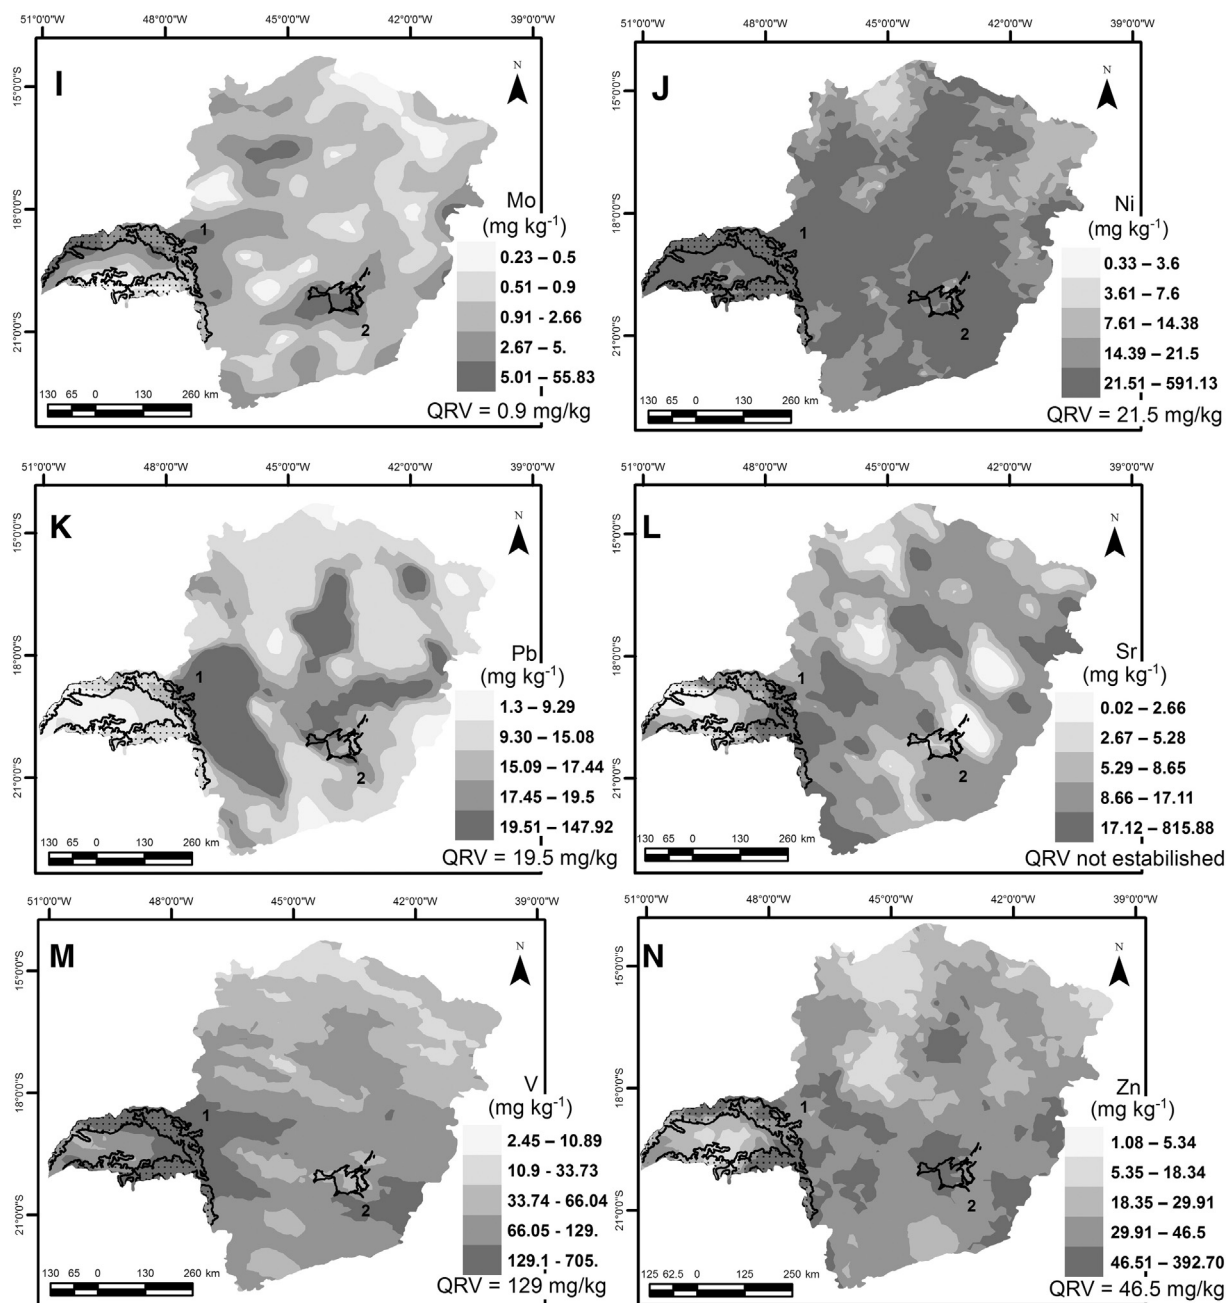 51°0'0"W 48°0'0"W 45°0'0"W 42°0'0"W 39°0'0"W
I
N
15°0'0"S
18°0'0"S
21°0'0"S
1
2
Mo
(mg kg-1)
0.23 – 0.5
0.51 – 0.9
0.91 - 2.66
2.67 – 5.
5.01 – 55.83
130 65 0 130 260 km
QRV = 0.9 mg/kg
51°0'0"W 48°0'0"W 45°0'0"W 42°0'0"W 39°0'0"W
J
N
15°0'0"S
18°0'0"S
21°0'0"S
1
2
Ni
(mg kg-1)
0.33 – 3.6
3.61 – 7.6
7.61 – 14.38
14.39 – 21.5
21.51 – 591.13
130 65 0 130 260 km
QRV = 21.5 mg/kg
51°0'0"W 48°0'0"W 45°0'0"W 42°0'0"W 39°0'0"W
K
N
15°0'0"S
18°0'0"S
21°0'0"S
1
2
Pb
(mg kg-1)
1.3 – 9.29
9.30 – 15.08
15.09 – 17.44
17.45 – 19.5
19.51 – 147.92
130 65 0 130 260 km
QRV = 19.5 mg/kg
51°0'0"W 48°0'0"W 45°0'0"W 42°0'0"W 39°0'0"W
L
N
15°0'0"S
18°0'0"S
21°0'0"S
1
2
Sr
(mg kg-1)
0.02 – 2.66
2.67 – 5.28
5.29 – 8.65
8.66 – 17.11
17.12 – 815.88
130 65 0 130 260 km
QRV not estabilished
51°0'0"W 48°0'0"W 45°0'0"W 42°0'0"W 39°0'0"W
M
N
15°0'0"S
18°0'0"S
21°0'0"S
1
2
V
(mg kg-1)
2.45 – 10.89
10.9 – 33.73
33.74 - 66.04
66.05 – 129.
129.1 - 705.
130 65 0 130 260 km
QRV = 129 mg/kg
51°0'0"W 48°0'0"W 45°0'0"W 42°0'0"W 39°0'0"W
N
N
15°0'0"S
18°0'0"S
21°0'0"S
1
2
Zn
(mg kg-1)
1.08 – 5.34
5.35 – 18.34
18.35 – 29.91
29.91 – 46.5
46.51 – 392.70
125 62.5 0 125 250 km
QRV = 46.5 mg/kg